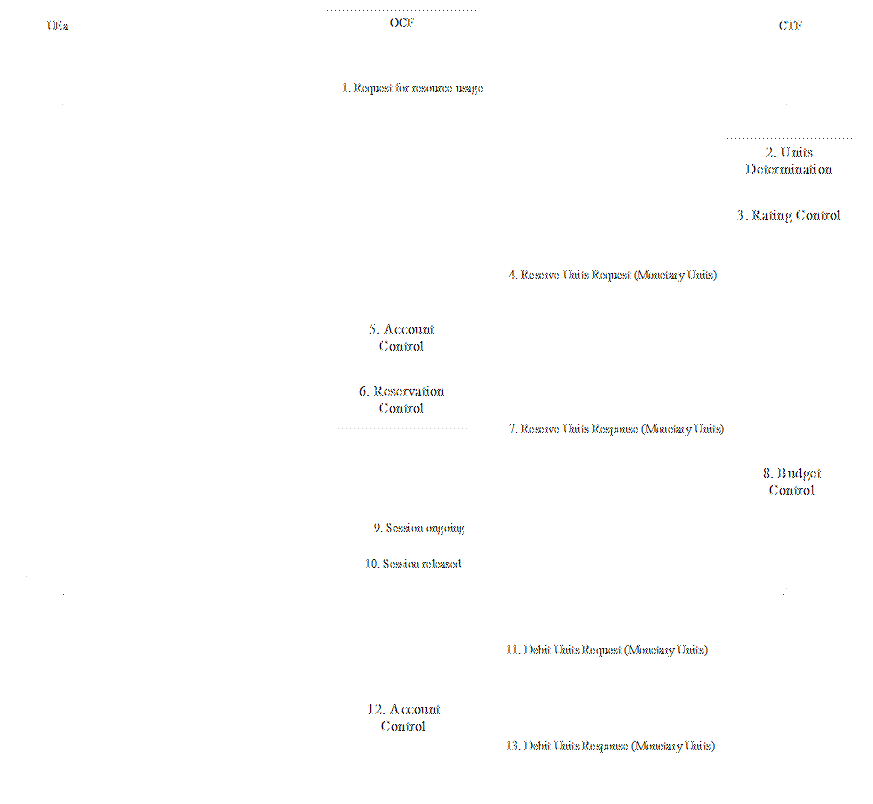 UEa
OCF
CTF
1. Request for resource usage
2. Units
Determination
3. Rating Control
4. Reserve Units Request (Monetary Units)
5. Account
Control
6. Reservation
Control
7. Reserve Units Response (Monetary Units)
8. Budget
Control
9. Session ongoing
10. Session released
11. Debit Units Request (Monetary Units)
12. Account
Control
13. Debit Units Response (Monetary Units)